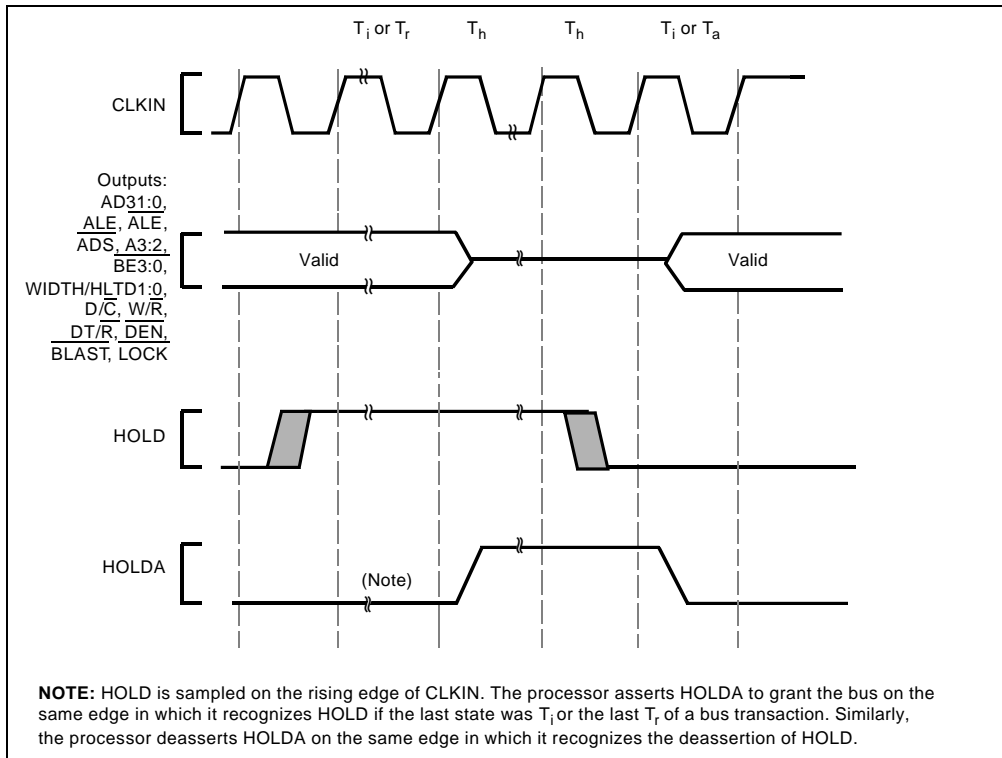 Ti or Tr Th Th Ti or Ta
CLKIN
Outputs:
AD31:0,
ALE, ALE,
ADS, A3:2,
BE3:0,
WIDTH/HLTD1:0,
D/C, W/R,
DT/R, DEN,
BLAST, LOCK
Valid
Valid
HOLD
HOLDA
(Note)
NOTE: HOLD is sampled on the rising edge of CLKIN. The processor asserts HOLDA to grant the bus on the
same edge in which it recognizes HOLD if the last state was Ti or the last Tr of a bus transaction. Similarly,
the processor deasserts HOLDA on the same edge in which it recognizes the deassertion of HOLD.